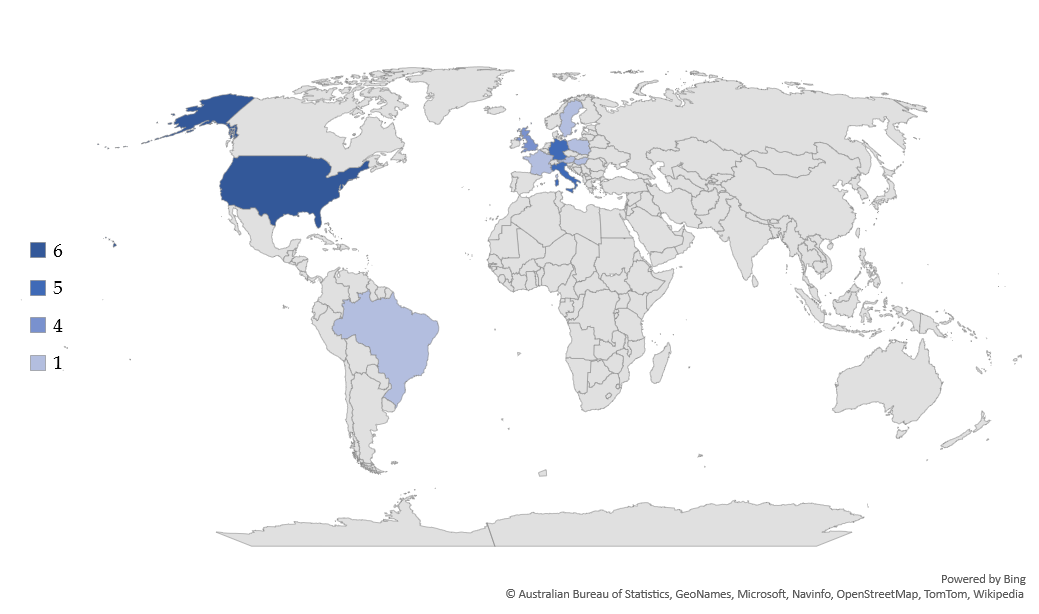 6
5
4
1
Powered by Bing
© Australian Bureau of Statistics, GeoNames, Microsoft, Navinfo, OpenStreetMap, TomTom, Wikipedia